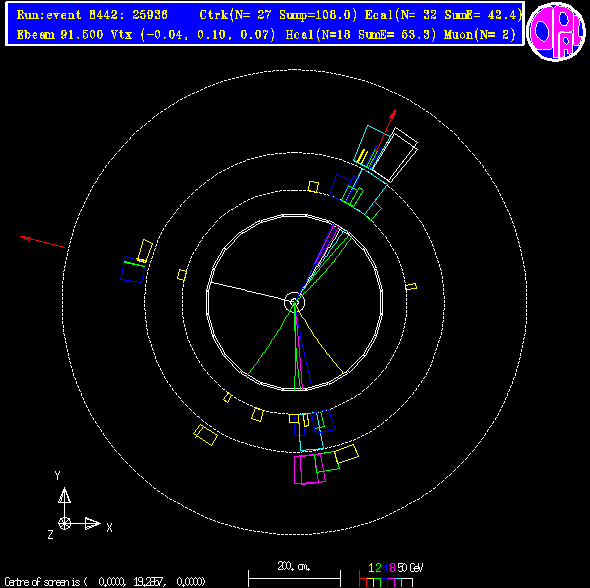 Run:event 8442: 25936 Ctrk(N= 27 Sump=108.0) Ecal(N= 32 SumE= 42.4)
Ebeam 91.500 Vtx (-0.04, 0.10, 0.07) Hcal(N=18 SumE= 63.3) Muon(N= 2)
OPAL
Y
X
Z
200. cm.
1 2 4 8 50 GeV
Centre of screen is ( 0.0000, 19.2857, 0.0000)